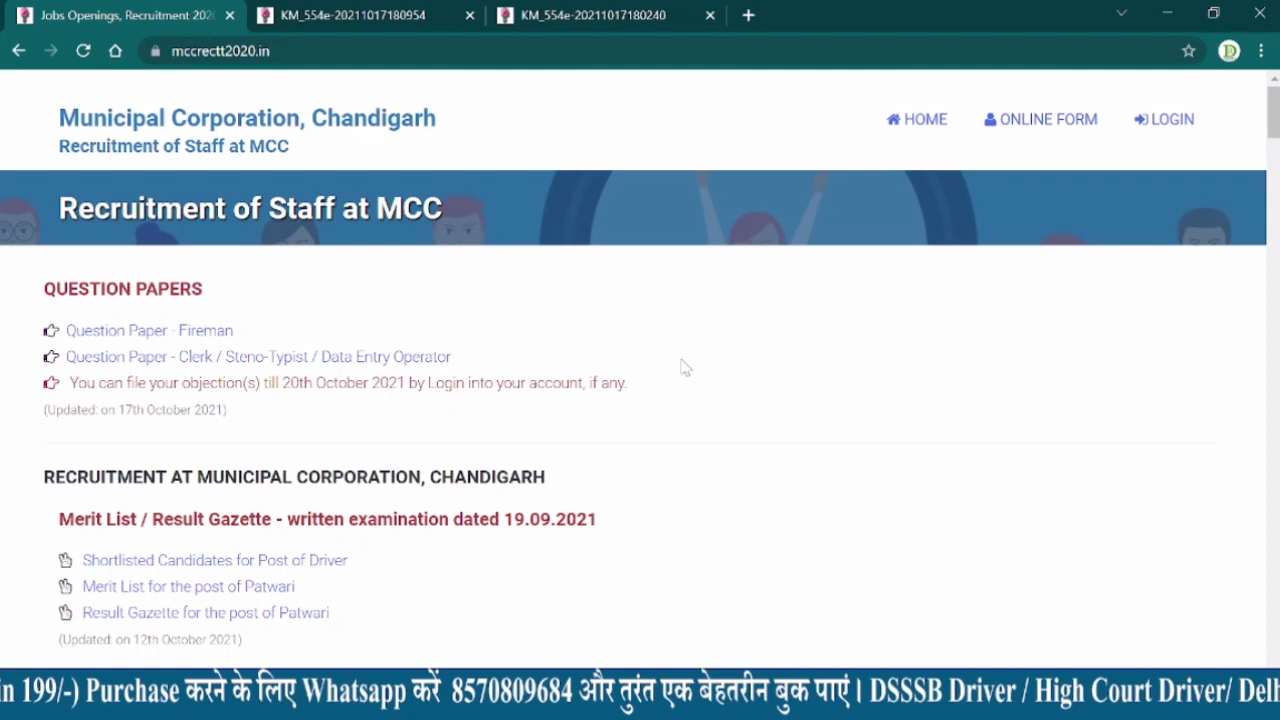 Jobs Openings, Recruitment 202
KM_554e-20211017180954
KM_554e-20211017180240
mccrectt2020.in
Municipal Corporation, Chandigarh
Recruitment of Staff at MCC
HOME
ONLINE FORM
LOGIN
Recruitment of Staff at MCC
QUESTION PAPERS
Question Paper - Fireman
Question Paper - Clerk / Steno-Typist / Data Entry Operator
You can file your objection(s) till 20th October 2021 by Login into your account, if any.
(Updated: on 17th October 2021)
RECRUITMENT AT MUNICIPAL CORPORATION, CHANDIGARH
Merit List / Result Gazette - written examination dated 19.09.2021
Shortlisted Candidates for Post of Driver
Merit List for the post of Patwari
Result Gazette for the post of Patwari
(Updated: on 12th October 2021)
in 199/-) Purchase करने के लिए Whatsapp करें 8570809684 और तुरंत एक बेहतरीन बुक पाएं। DSSSB Driver / High Court Driver/ Delh